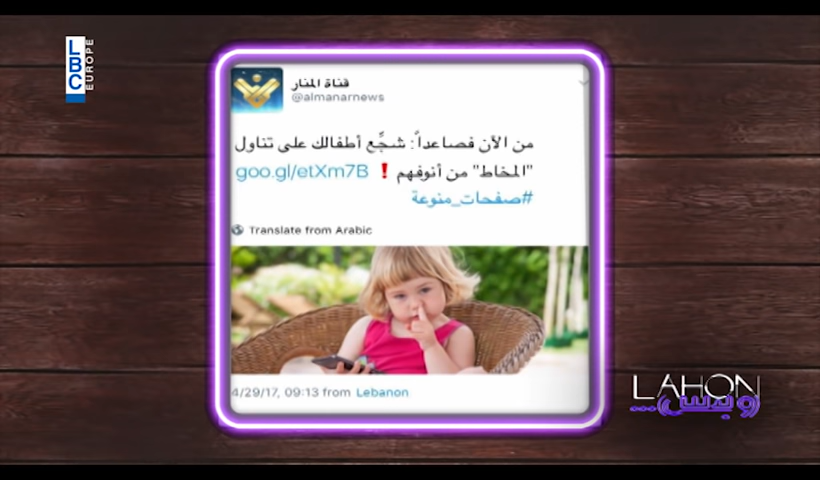 LBC
EUROPE
قناة المنار
@almanarnews
من الآن فصاعداً: شجِّع أطفالك على تناول
"المخاط" من أنوفهم ❗ goo.gl/etXm7B
#صفحات_منوعة
Translate from Arabic
4/29/17, 09:13 from Lebanon
LAHON
وبس...